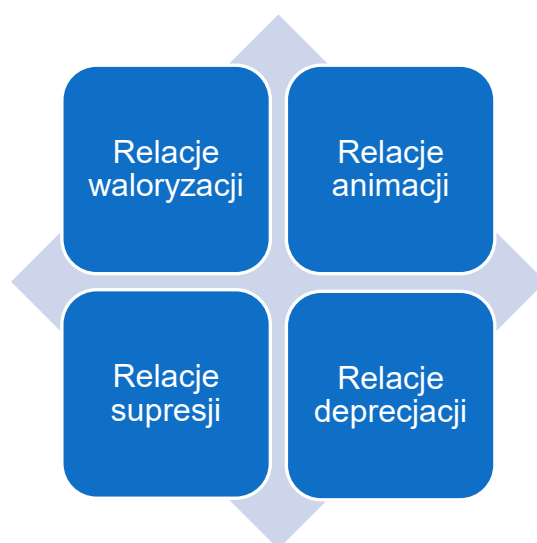 Relacje
waloryzacji
Relacje
animacji
Relacje
supresji
Relacje
deprecjacji